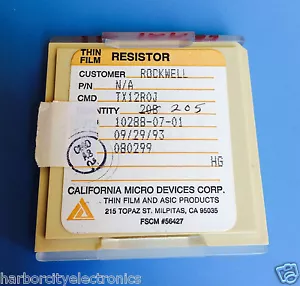 THIN FILM RESISTOR
CUSTOMER ROCKWELL
P/N N/A
CMD TX12R0J
NTITY 208 205
10288-07-01
09/29/93
080299
HG
CALIFORNIA MICRO DEVICES CORP.
THIN FILM AND ASIC PRODUCTS
215 TOPAZ ST. MILPITAS, CA 95035
FSCM #56427
harborcityelectronics